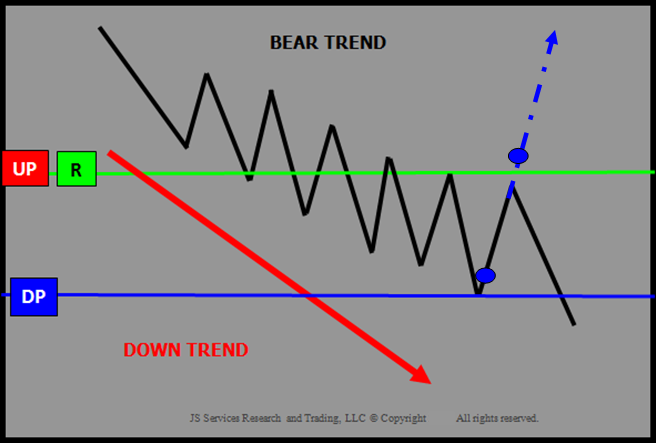 BEAR TREND
UP R
DP
DOWN TREND
JS Services Research and Trading, LLC © Copyright All rights reserved.